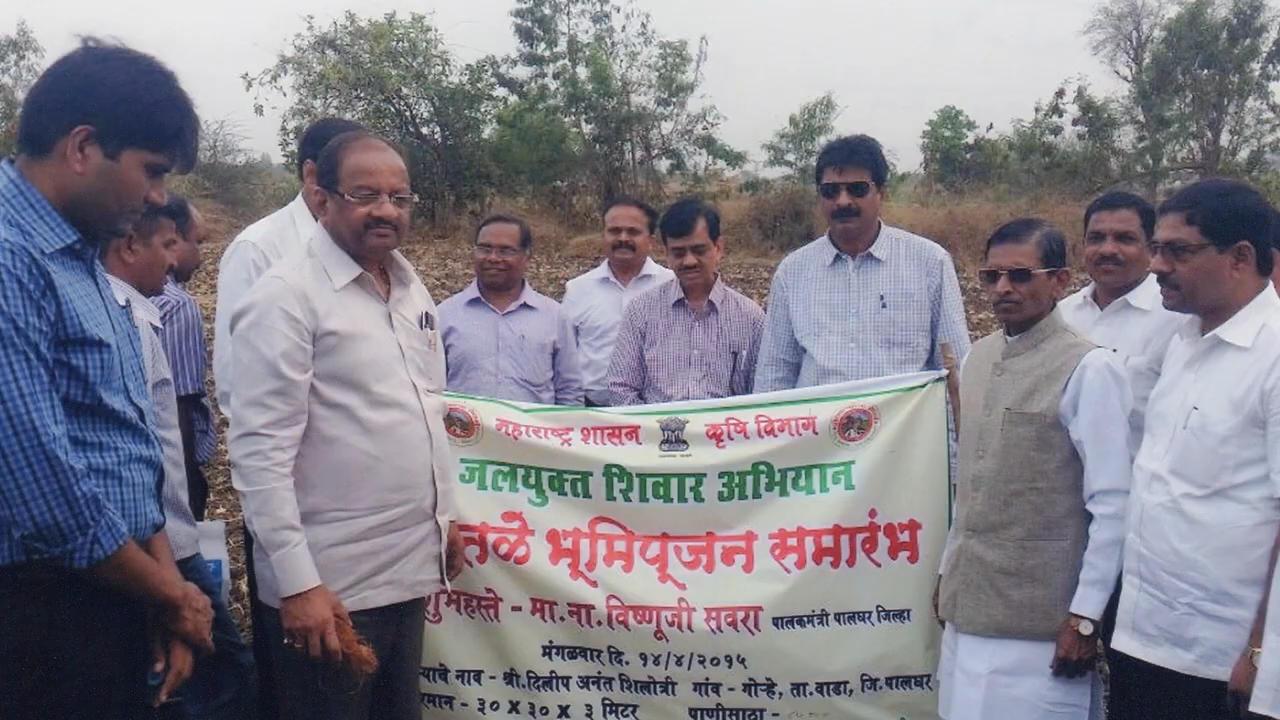 महाराष्ट्र शासन कृषि विभाग
जलयुक्त शिवार अभियान
तळे भूमिपूजन समारंभ
शुभहस्ते - मा.ना.विष्णूजी सवरा पालकमंत्री पालघर जिल्हा
मंगळवार दि. १४/४/२०१५
याचे नाव - श्री.दिलीप अनंत शिलोत्री गांव - गोऱ्हे, ता.वाडा, जि.पालघर
रमान - ३० X ३० X ३ मिटर पाणीसाठा -